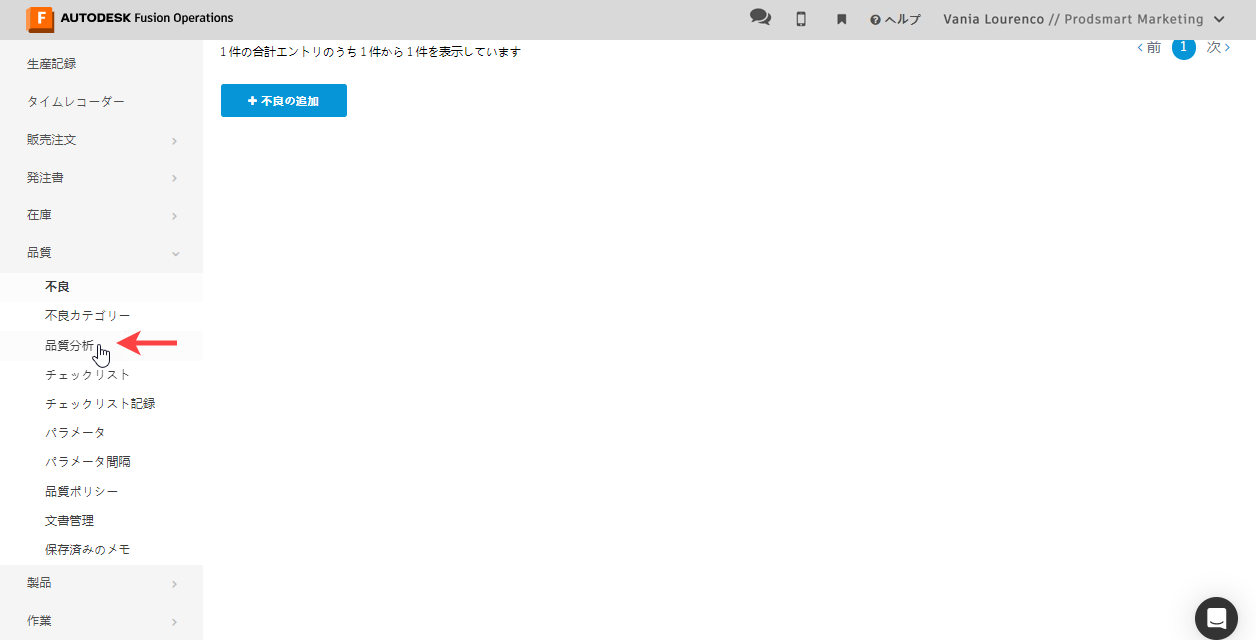 F AUTODESK Fusion Operations
ヘルプ
Vania Lourenco // Prodsmart Marketing
1 件の合計エントリのうち 1 件から 1 件を表示しています
前 1 次
不良の追加
生産記録
タイムレコーダー
販売注文
発注書
在庫
品質
不良
不良カテゴリー
品質分析
チェックリスト
チェックリスト記録
パラメータ
パラメータ間隔
品質ポリシー
文書管理
保存済みのメモ
製品
作業